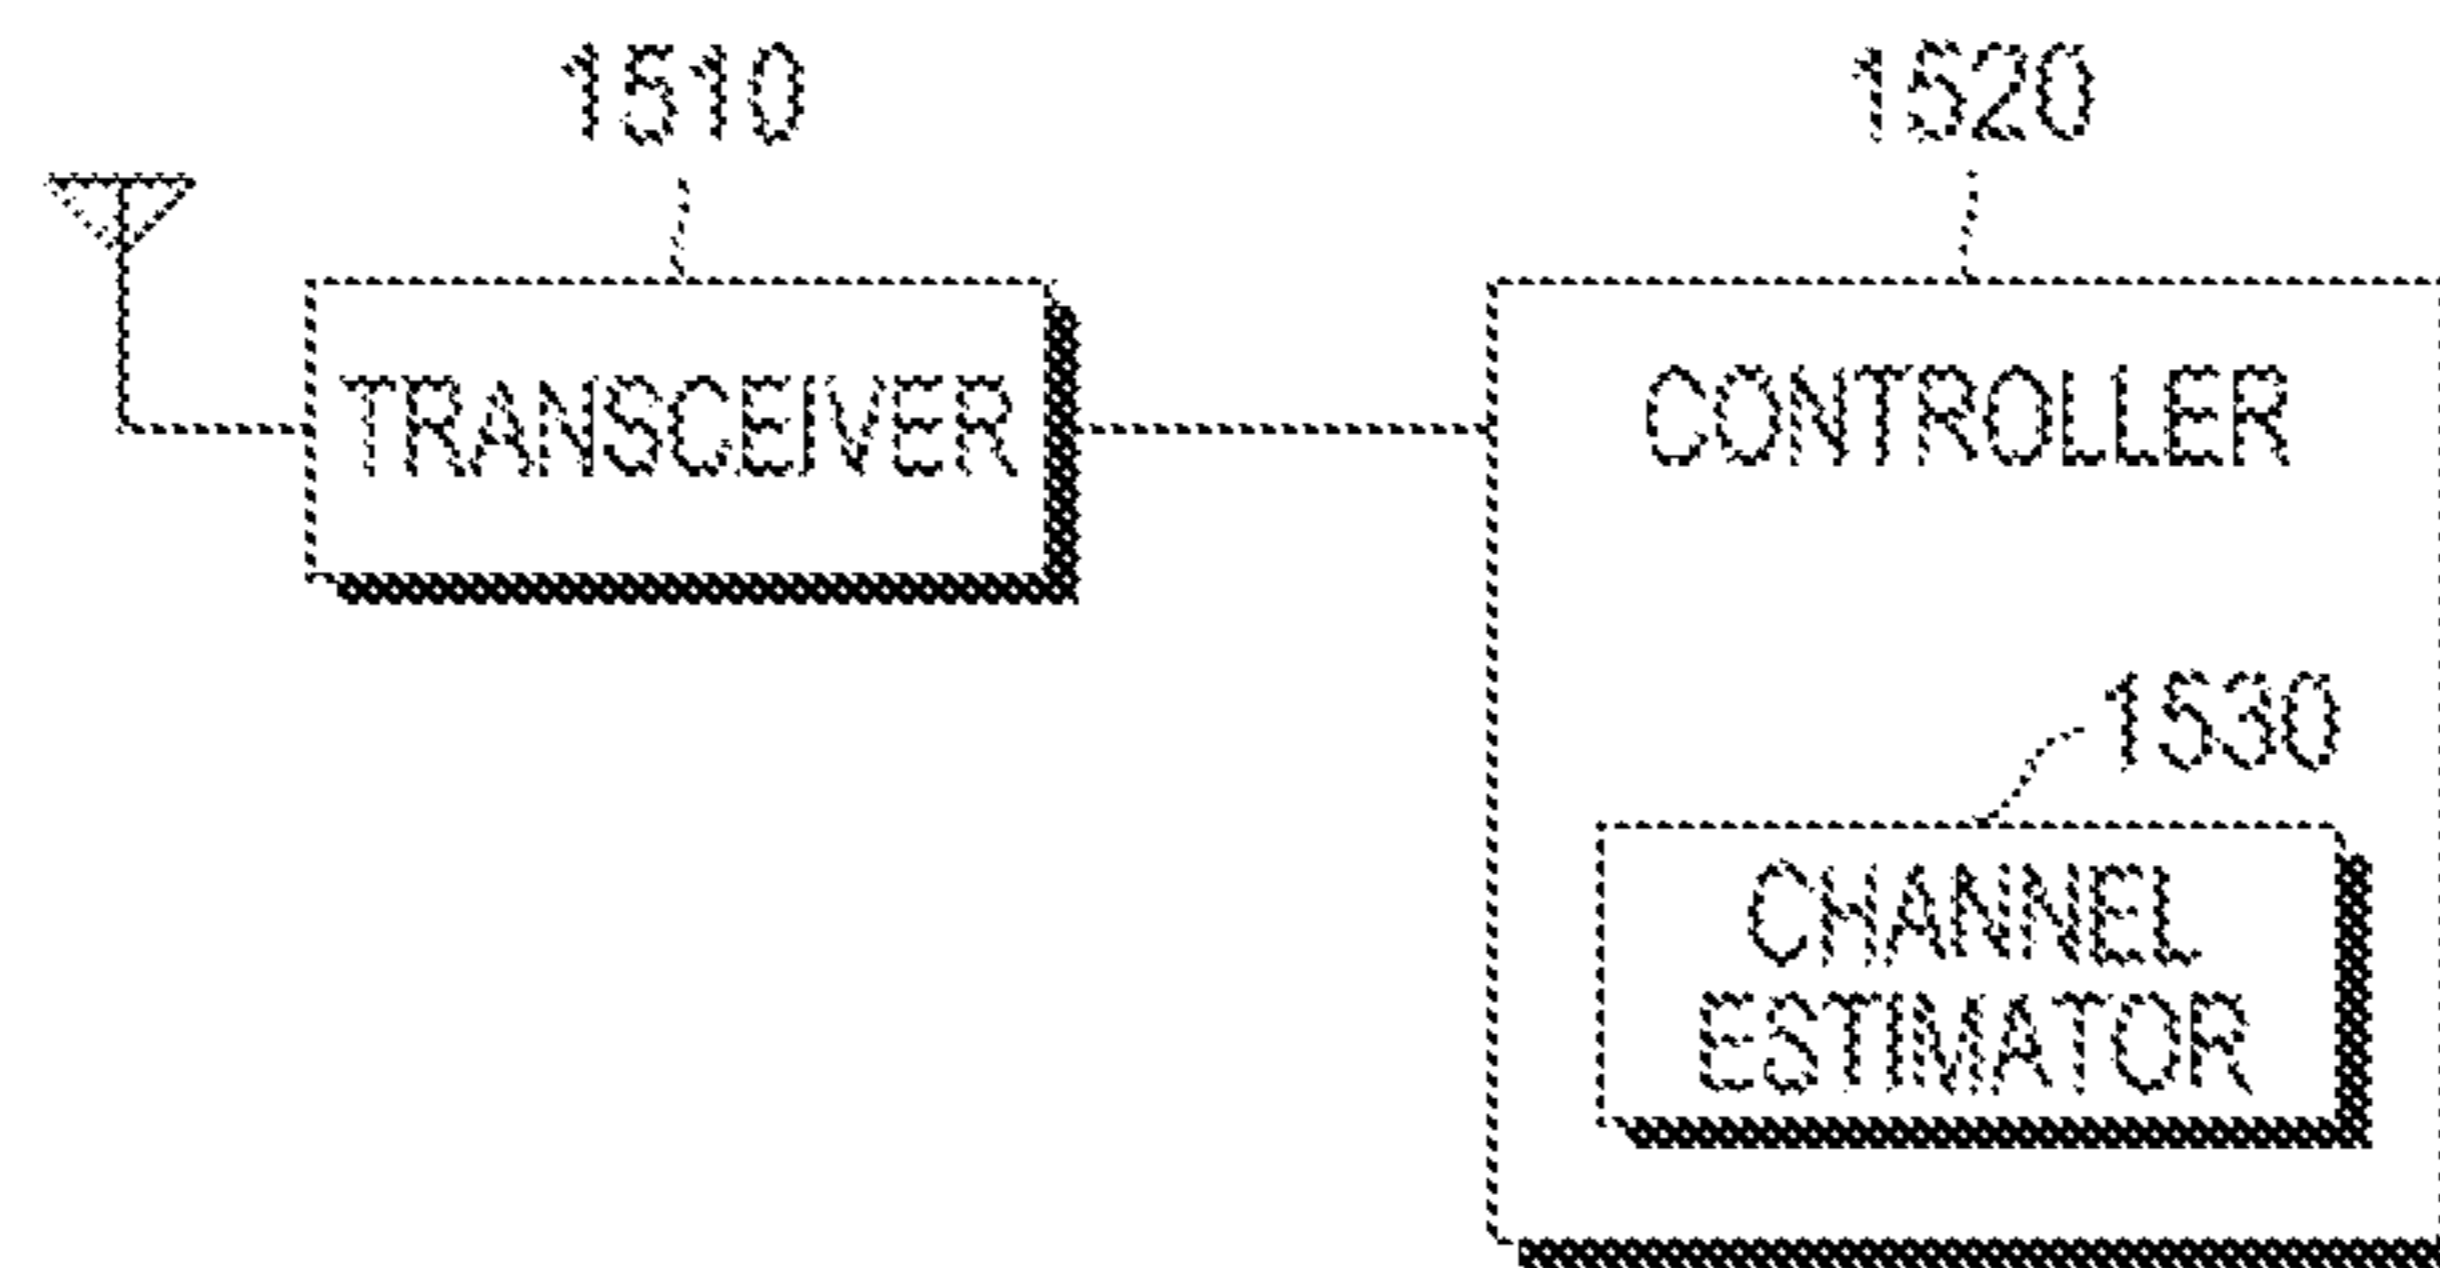 1510
1520
TRANSCEIVER
CONTROLLER
1530
CHANNEL
ESTIMATOR